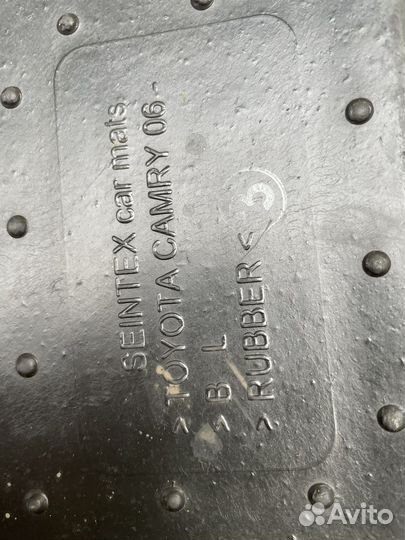 SEINTEX car mats.
>TOYOTA CAMRY 06.-
>B L
>RUBBER<
Avito